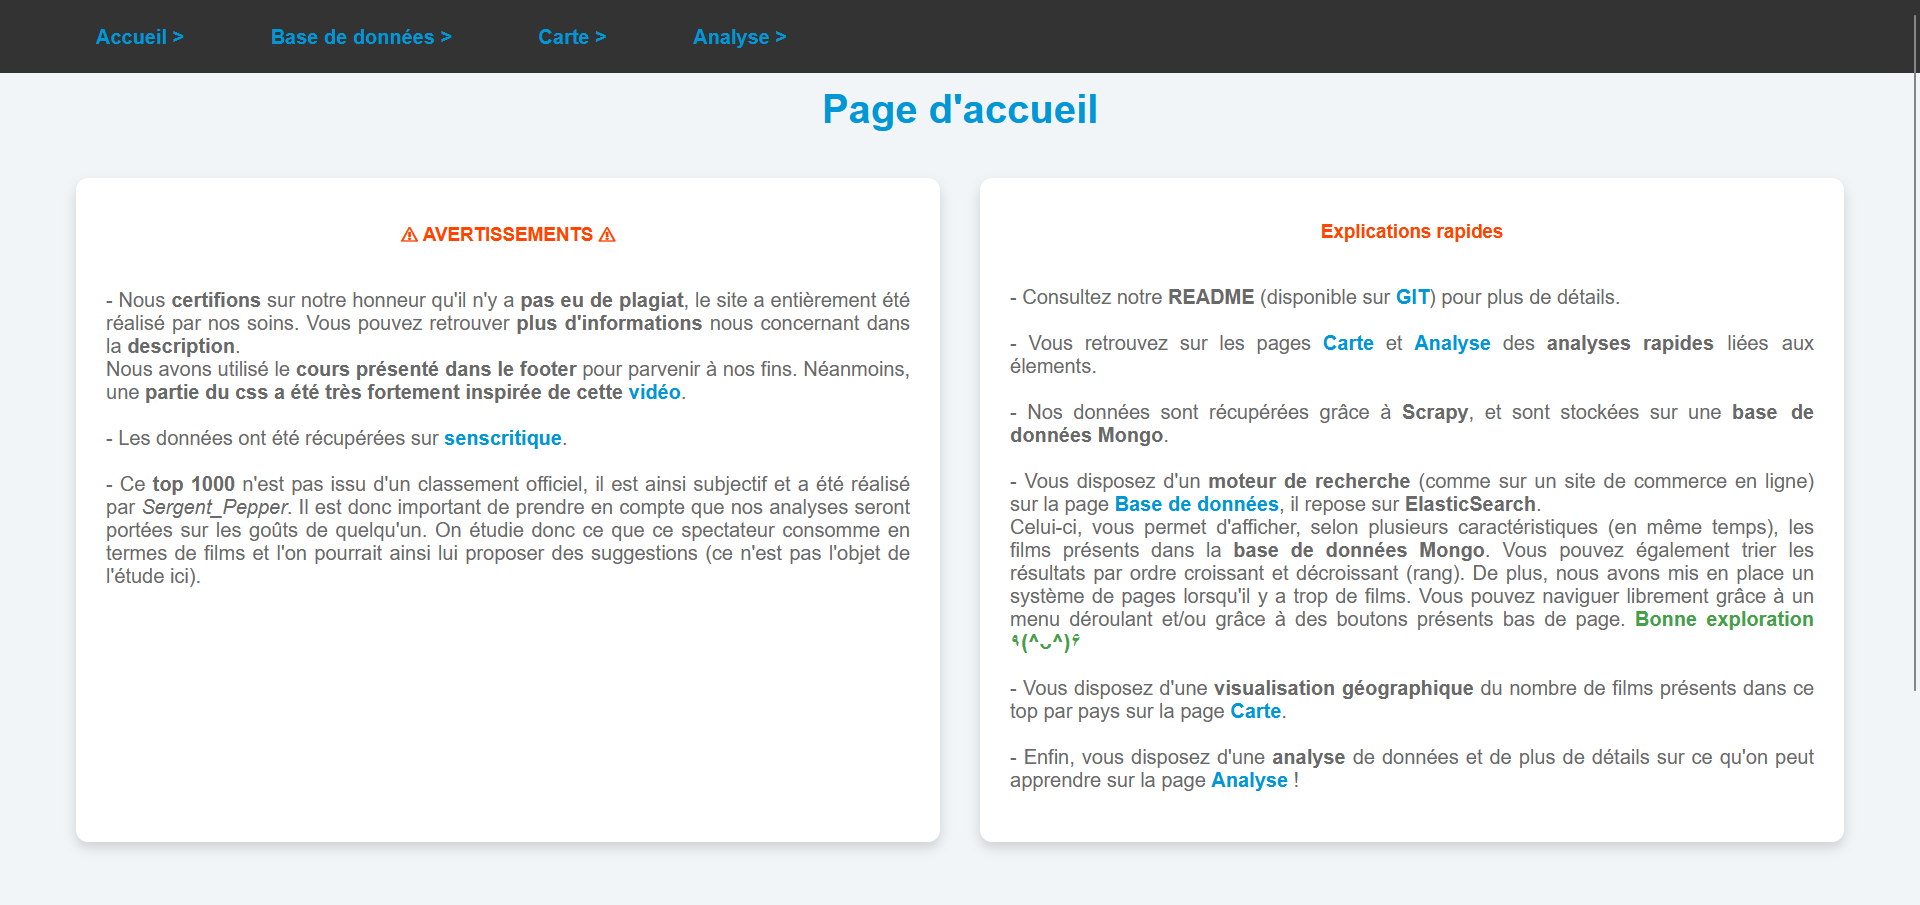 Accueil > Base de données > Carte > Analyse >
Page d'accueil
⚠ AVERTISSEMENTS ⚠
- Nous certifions sur notre honneur qu'il n'y a pas eu de plagiat, le site a entièrement été
réalisé par nos soins. Vous pouvez retrouver plus d'informations nous concernant dans
la description.
Nous avons utilisé le cours présenté dans le footer pour parvenir à nos fins. Néanmoins,
une partie du css a été très fortement inspirée de cette vidéo.
- Les données ont été récupérées sur senscritique.
- Ce top 1000 n'est pas issu d'un classement officiel, il est ainsi subjectif et a été réalisé
par Sergent_Pepper. Il est donc important de prendre en compte que nos analyses seront
portées sur les goûts de quelqu'un. On étudie donc ce que ce spectateur consomme en
termes de films et l'on pourrait ainsi lui proposer des suggestions (ce n'est pas l'objet de
l'étude ici).
Explications rapides
- Consultez notre README (disponible sur GIT) pour plus de détails.
- Vous retrouvez sur les pages Carte et Analyse des analyses rapides liées aux
élements.
- Nos données sont récupérées grâce à Scrapy, et sont stockées sur une base de
données Mongo.
- Vous disposez d'un moteur de recherche (comme sur un site de commerce en ligne)
sur la page Base de données, il repose sur ElasticSearch.
Celui-ci, vous permet d'afficher, selon plusieurs caractéristiques (en même temps), les
films présents dans la base de données Mongo. Vous pouvez également trier les
résultats par ordre croissant et décroissant (rang). De plus, nous avons mis en place un
système de pages lorsqu'il y a trop de films. Vous pouvez naviguer librement grâce à un
menu déroulant et/ou grâce à des boutons présents bas de page. Bonne exploration
٩(^ᴗ^)۶
- Vous disposez d'une visualisation géographique du nombre de films présents dans ce
top par pays sur la page Carte.
- Enfin, vous disposez d'une analyse de données et de plus de détails sur ce qu'on peut
apprendre sur la page Analyse !